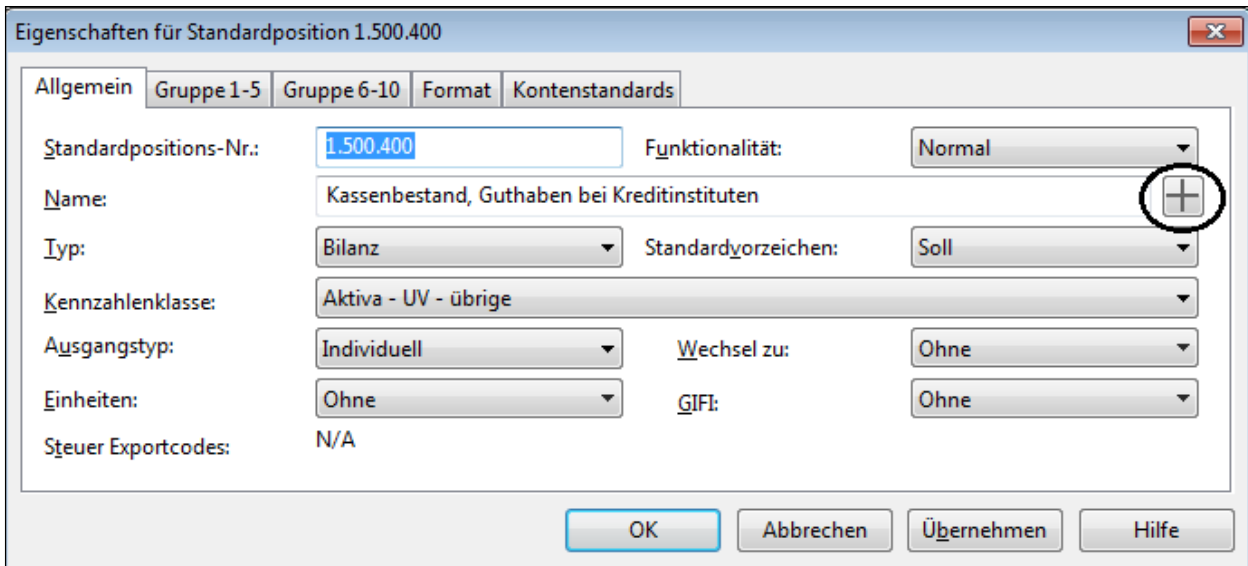 Eigenschaften für Standardposition 1.500.400
Allgemein Gruppe 1-5 Gruppe 6-10 Format Kontenstandards
Standardpositions-Nr.: 1.500.400 Funktionalität: Normal
Name: Kassenbestand, Guthaben bei Kreditinstituten
Typ: Bilanz Standardvorzeichen: Soll
Kennzahlenklasse: Aktiva - UV - übrige
Ausgangstyp: Individuell Wechsel zu: Ohne
Einheiten: Ohne GIFI: Ohne
Steuer Exportcodes: N/A
OK Abbrechen Übernehmen Hilfe